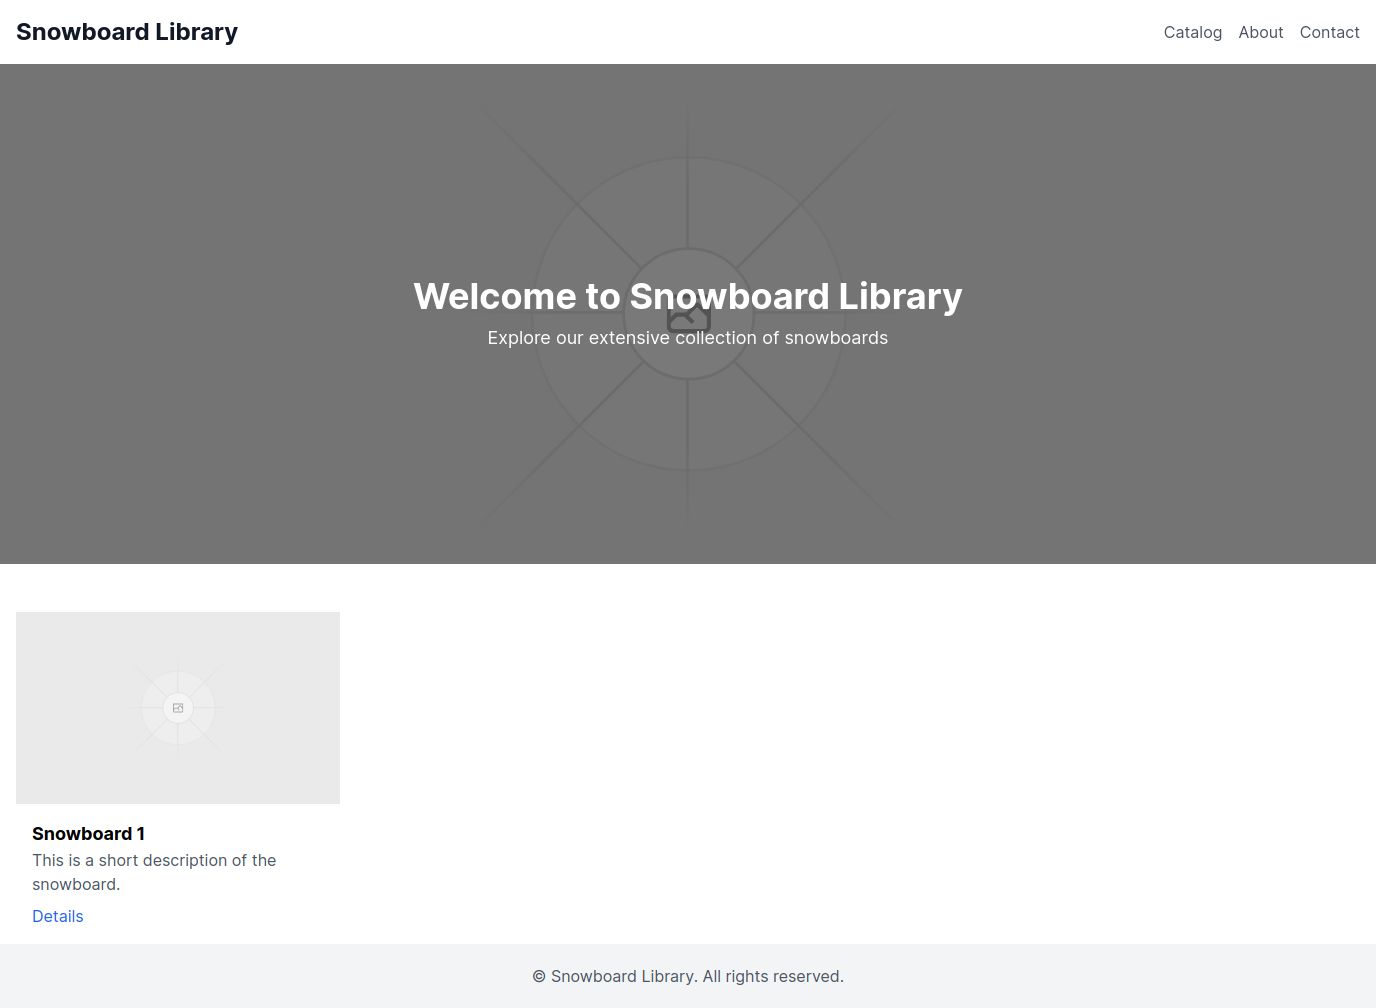 Snowboard Library
Catalog About Contact
Welcome to Snowboard Library
Explore our extensive collection of snowboards
Snowboard 1
This is a short description of the
snowboard.
Details
© Snowboard Library. All rights reserved.